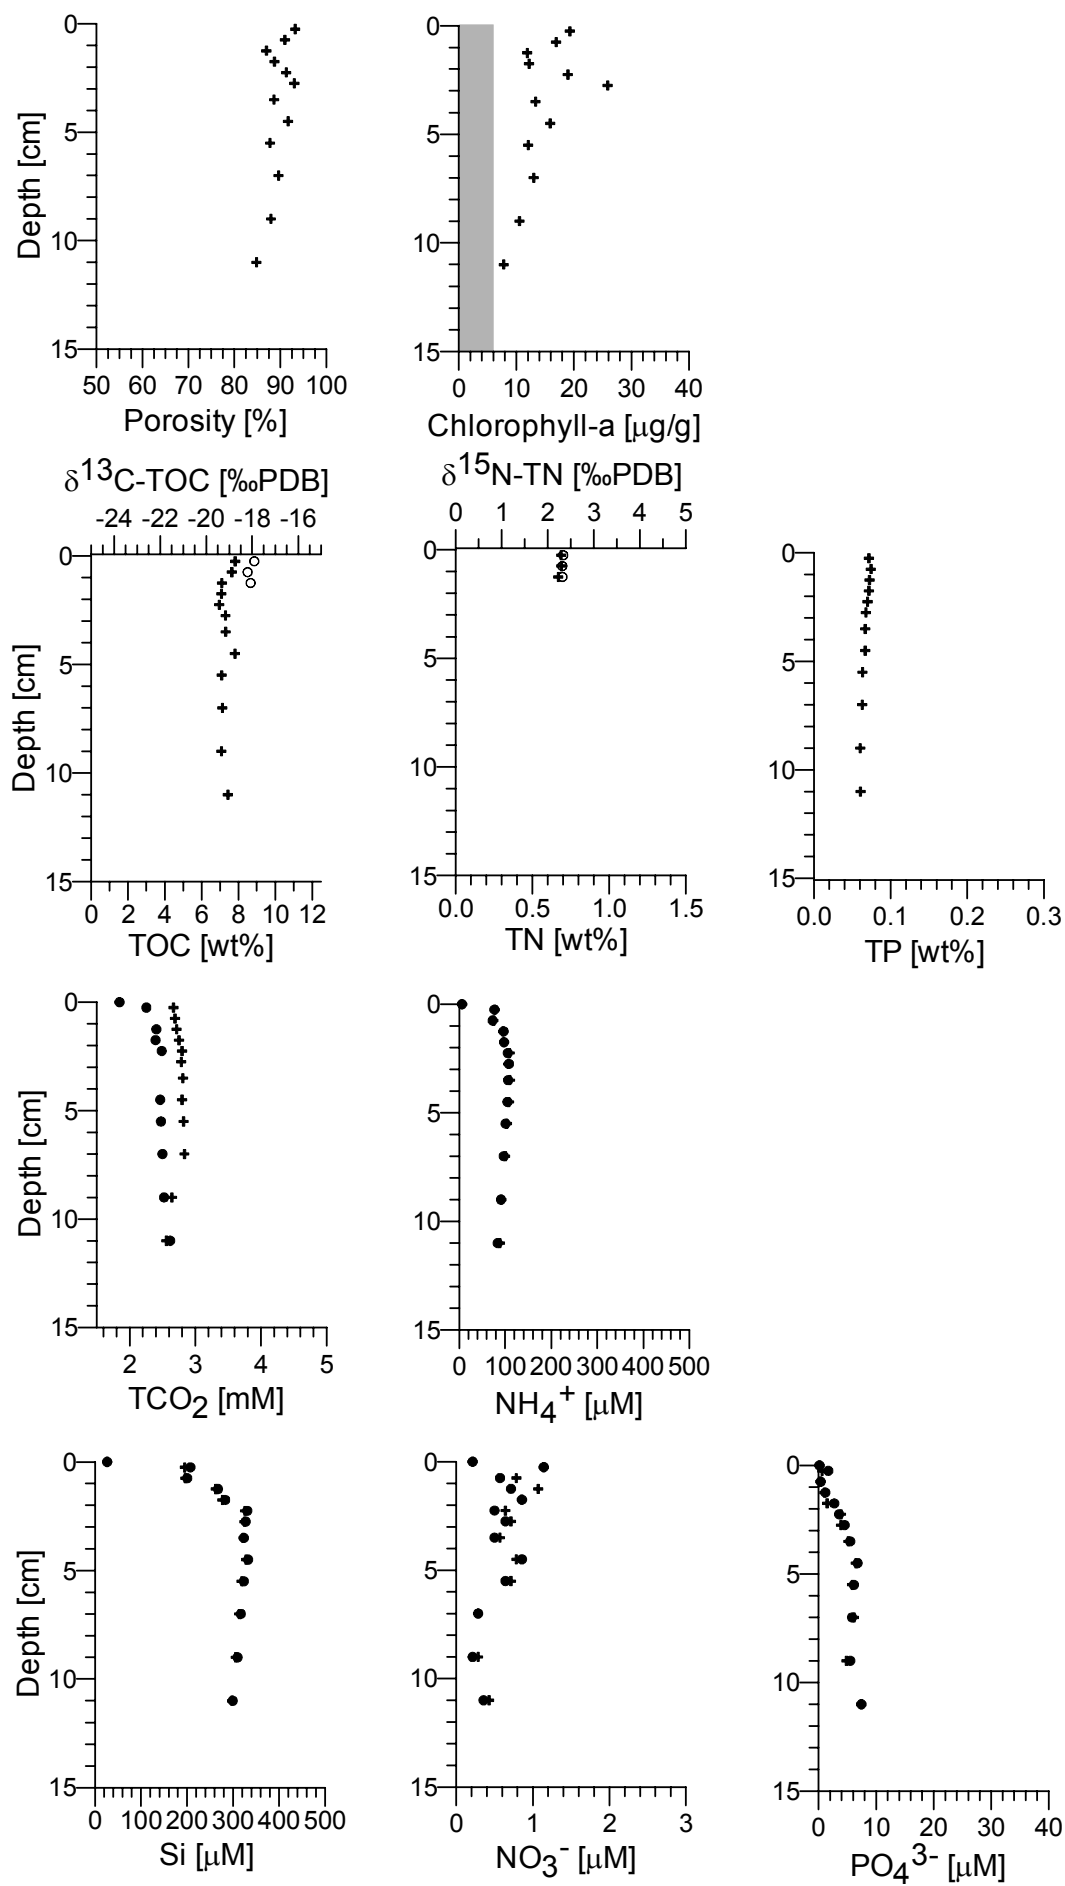 0
5
10
15
Depth [cm]
50 60 70 80 90 100
Porosity [%]
0
5
10
15
0 10 20 30 40
Chlorophyll-a [μg/g]
δ13C-TOC [‰PDB]
-24 -22 -20 -18 -16
0
5
10
15
Depth [cm]
0 2 4 6 8 10 12
TOC [wt%]
δ15N-TN [‰PDB]
0 1 2 3 4 5
0
5
10
15
0.0 0.5 1.0 1.5
TN [wt%]
0
5
10
15
0.0 0.1 0.2 0.3
TP [wt%]
0
5
10
15
Depth [cm]
2 3 4 5
TCO2 [mM]
0
5
10
15
0 100 200 300 400 500
NH4+ [μM]
0
5
10
15
Depth [cm]
0 100 200 300 400 500
Si [μM]
0
5
10
15
0 1 2 3
NO3- [μM]
0
5
10
15
0 10 20 30 40
PO43- [μM]